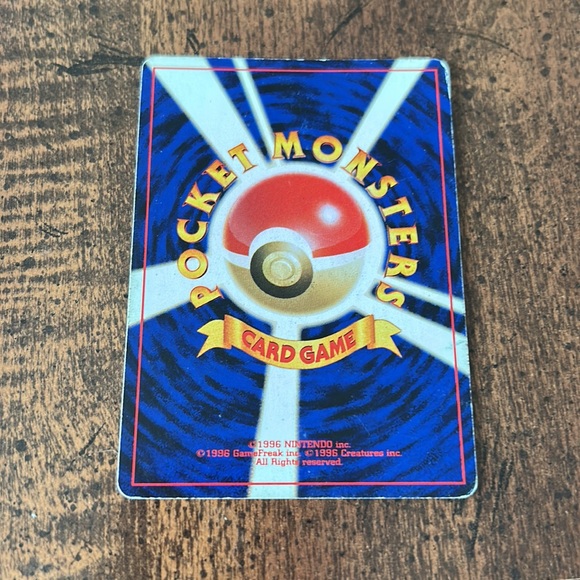 POCKET MONSTERS
CARD GAME
©1996 NINTENDO inc.
©1996 GameFreak inc. ©1996 Creatures inc.
All Rights reserved.